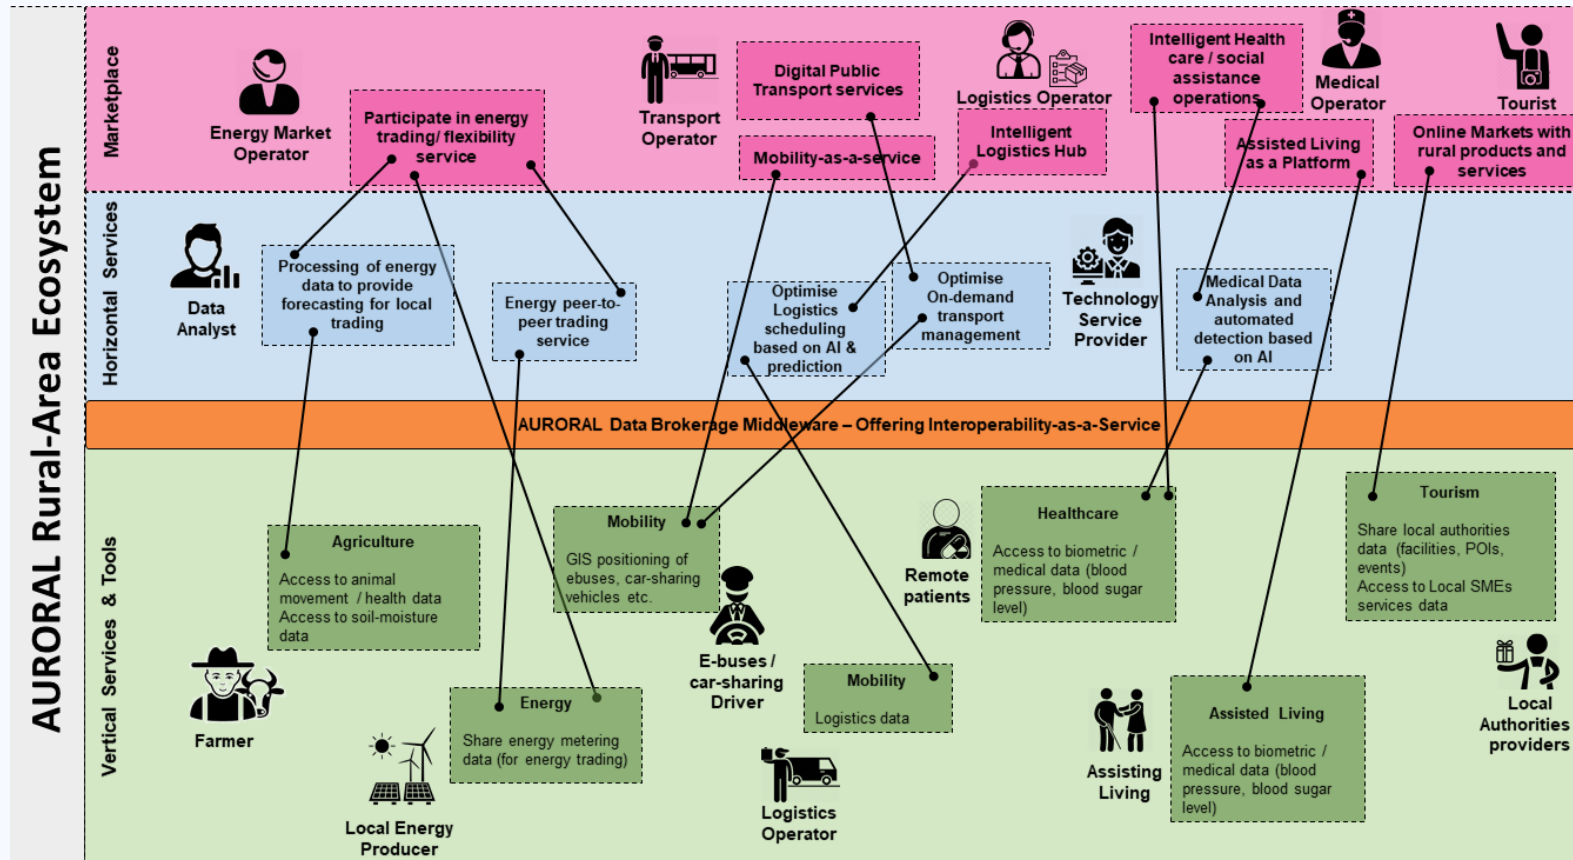 AURORAL Rural-Area Ecosystem
Marketplace
Energy Market
Operator
Participate in energy
trading/ flexibility
service
Transport
Operator
Digital Public
Transport services
Mobility-as-a-service
Logistics Operator
Intelligent
Logistics Hub
Intelligent Health
care / social
assistance
operations
Medical
Operator
Assisted Living
as a Platform
Tourist
Online Markets with
rural products and
services
Horizontal Services
Data
Analyst
Processing of energy
data to provide
forecasting for local
trading
Energy peer-to-
peer trading
service
Optimise
Logistics
scheduling
based on AI &
prediction
Optimise
On-demand
transport
management
Technology
Service
Provider
Medical Data
Analysis and
automated
detection based
on AI
AURORAL Data Brokerage Middleware – Offering Interoperability-as-a-Service
Vertical Services & Tools
Farmer
Agriculture
Access to animal
movement / health data
Access to soil-moisture
data
Local Energy
Producer
Energy
Share energy metering
data (for energy trading)
Mobility
GIS positioning of
ebuses, car-sharing
vehicles etc.
E-buses /
car-sharing
Driver
Mobility
Logistics data
Logistics
Operator
Remote
patients
Healthcare
Access to biometric /
medical data (blood
pressure, blood sugar
level)
Assisting
Living
Assisted Living
Access to biometric /
medical data (blood
pressure, blood sugar
level)
Tourism
Share local authorities
data (facilities, POIs,
events)
Access to Local SMEs
services data
Local
Authorities
providers